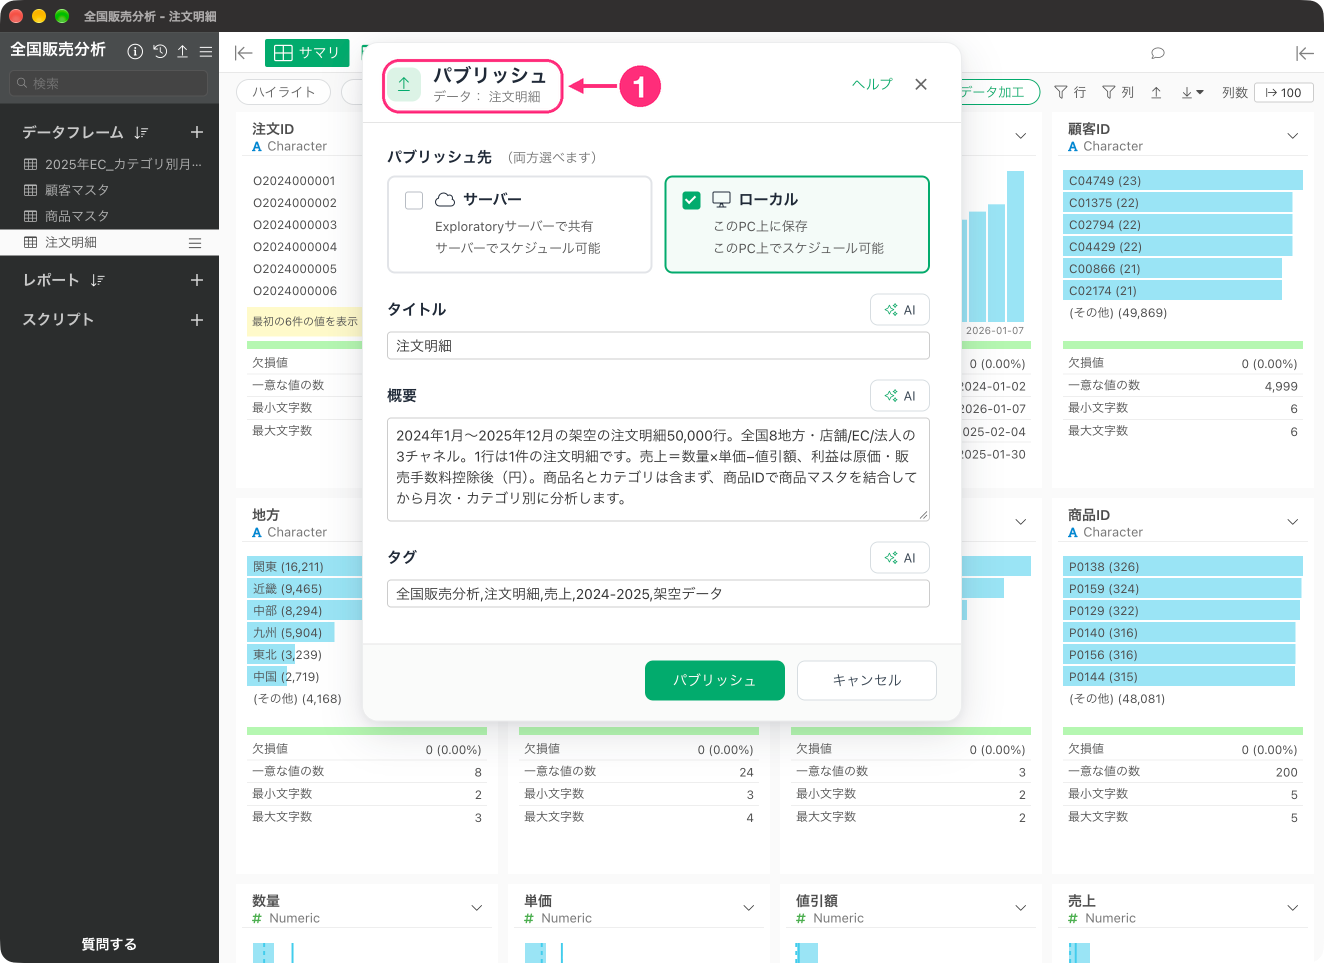 全国販売分析 - 注文明細
全国販売分析
検索
データフレーム
2025年EC_カテゴリ別月…
顧客マスタ
商品マスタ
注文明細
レポート
スクリプト
質問する
サマリ
ハイライト
データ加工
行
列
列数
100
パブリッシュ
データ： 注文明細
1
ヘルプ
パブリッシュ先 （両方選べます）
サーバー
Exploratoryサーバーで共有
サーバーでスケジュール可能
ローカル
このPC上に保存
このPC上でスケジュール可能
タイトル
AI
注文明細
概要
AI
2024年1月〜2025年12月の架空の注文明細50,000行。全国8地方・店舗/EC/法人の
3チャネル。1行は1件の注文明細です。売上＝数量×単価−値引額、利益は原価・販
売手数料控除後（円）。商品名とカテゴリは含まず、商品IDで商品マスタを結合して
から月次・カテゴリ別に分析します。
タグ
AI
全国販売分析,注文明細,売上,2024-2025,架空データ
パブリッシュ
キャンセル
注文ID
Character
O2024000001
O2024000002
O2024000003
O2024000004
O2024000005
O2024000006
最初の6件の値を表示
欠損値
一意な値の数
最小文字数
最大文字数
2026-01-07
0 (0.00%)
2024-01-02
2026-01-07
2025-02-04
2025-01-30
顧客ID
Character
C04749 (23)
C01375 (22)
C02794 (22)
C04429 (22)
C00866 (21)
C02174 (21)
(その他) (49,869)
欠損値 0 (0.00%)
一意な値の数 4,999
最小文字数 6
最大文字数 6
地方
Character
関東 (16,211)
近畿 (9,465)
中部 (8,294)
九州 (5,904)
東北 (3,239)
中国 (2,719)
(その他) (4,168)
欠損値 0 (0.00%)
一意な値の数 8
最小文字数 2
最大文字数 3
欠損値 0 (0.00%)
一意な値の数 24
最小文字数 3
最大文字数 4
欠損値 0 (0.00%)
一意な値の数 3
最小文字数 2
最大文字数 2
商品ID
Character
P0138 (326)
P0159 (324)
P0129 (322)
P0140 (316)
P0156 (316)
P0144 (315)
(その他) (48,081)
欠損値 0 (0.00%)
一意な値の数 200
最小文字数 5
最大文字数 5
数量
# Numeric
単価
# Numeric
値引額
# Numeric
売上
# Numeric